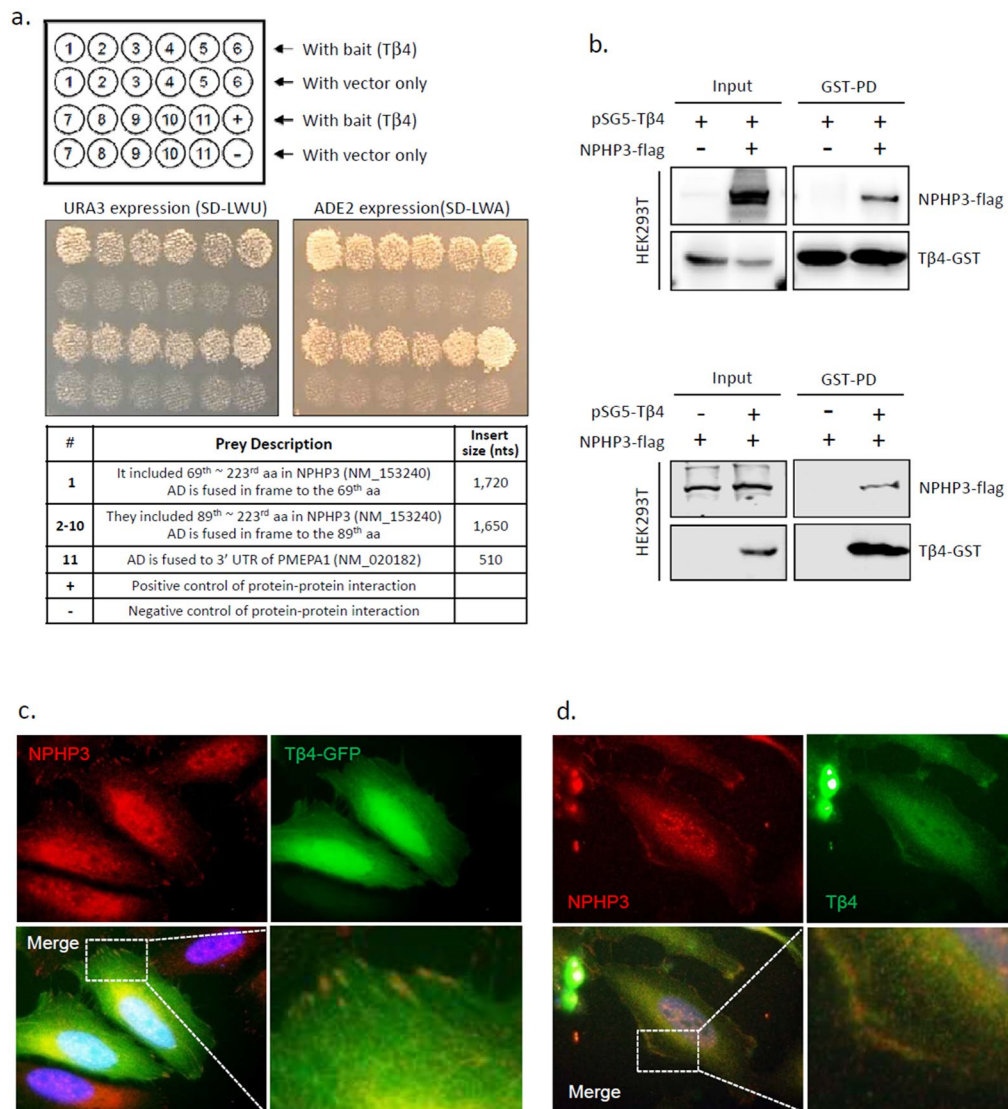 a.
1 2 3 4 5 6 With bait (Tβ4)
1 2 3 4 5 6 With vector only
7 8 9 10 11 + With bait (Tβ4)
7 8 9 10 11 - With vector only
URA3 expression (SD-LWU) ADE2 expression(SD-LWA)
# Prey Description Insert size (nts)
1 It included 69th ~ 223rd aa in NPHP3 (NM_153240) 1,720
AD is fused in frame to the 69th aa
2-10 They included 89th ~ 223rd aa in NPHP3 (NM_153240) 1,650
AD is fused in frame to the 89th aa
11 AD is fused to 3' UTR of PMEPA1 (NM_020182) 510
+ Positive control of protein-protein interaction
- Negative control of protein-protein interaction
b.
Input GST-PD
pSG5-Tβ4 + + + +
NPHP3-flag - + - +
HEK293T
NPHP3-flag
Tβ4-GST
Input GST-PD
pSG5-Tβ4 - + - +
NPHP3-flag + + + +
HEK293T
NPHP3-flag
Tβ4-GST
c.
NPHP3 Tβ4-GFP
Merge
d.
NPHP3 Tβ4
Merge